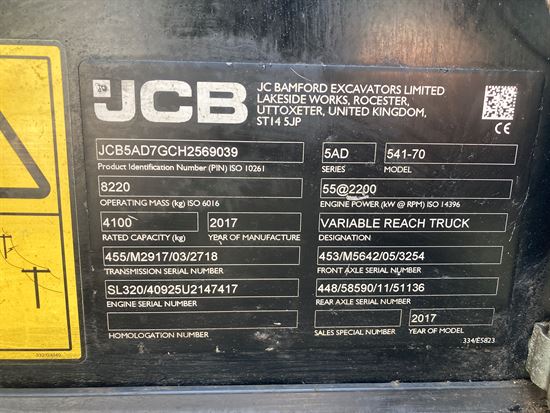 JCB
JC BAMFORD EXCAVATORS LIMITED
LAKESIDE WORKS, ROCESTER,
UTTOXETER, UNITED KINGDOM,
ST14 5JP
CE
JCB5AD7GCH2569039
Product Identification Number (PIN) ISO 10261
5AD
SERIES
541-70
MODEL
8220
OPERATING MASS (kg) ISO 6016
55@2200
ENGINE POWER (kW @ RPM) ISO 14396
4100
RATED CAPACITY (kg)
2017
YEAR OF MANUFACTURE
VARIABLE REACH TRUCK
DESIGNATION
455/M2917/03/2718
TRANSMISSION SERIAL NUMBER
453/M5642/05/3254
FRONT AXLE SERIAL NUMBER
SL320/40925U2147417
ENGINE SERIAL NUMBER
448/58590/11/51136
REAR AXLE SERIAL NUMBER
HOMOLOGATION NUMBER
SALES SPECIAL NUMBER
2017
YEAR OF MODEL
334/E5823